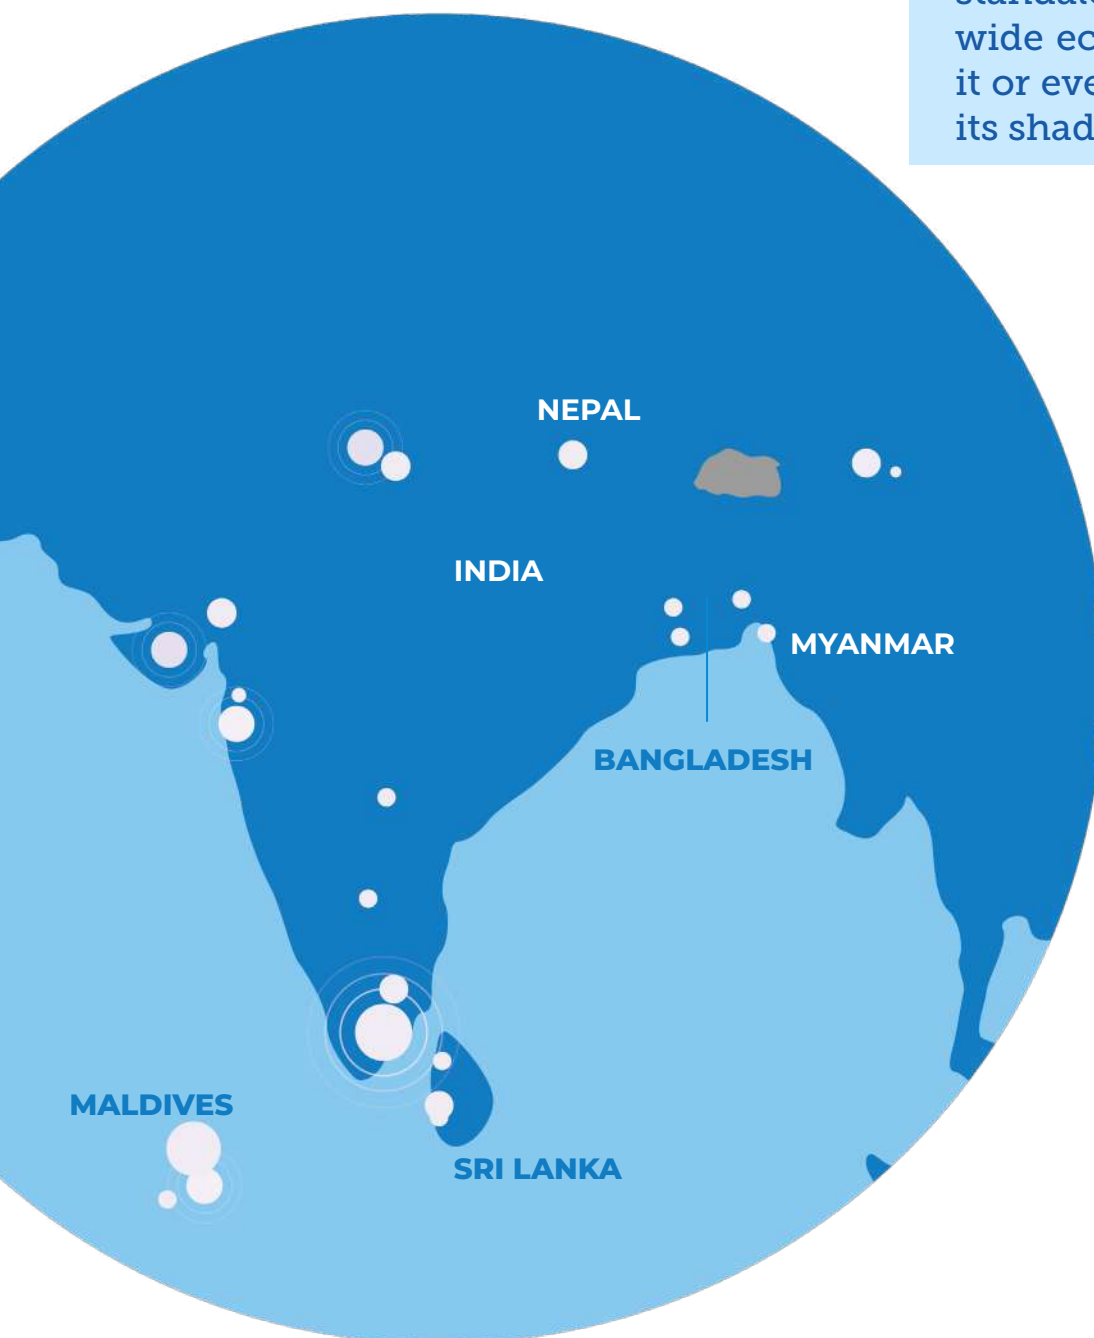 wide
it or
its
NEPAL
INDIA
MYANMAR
BANGLADESH
MALDIVES
SRI LANKA